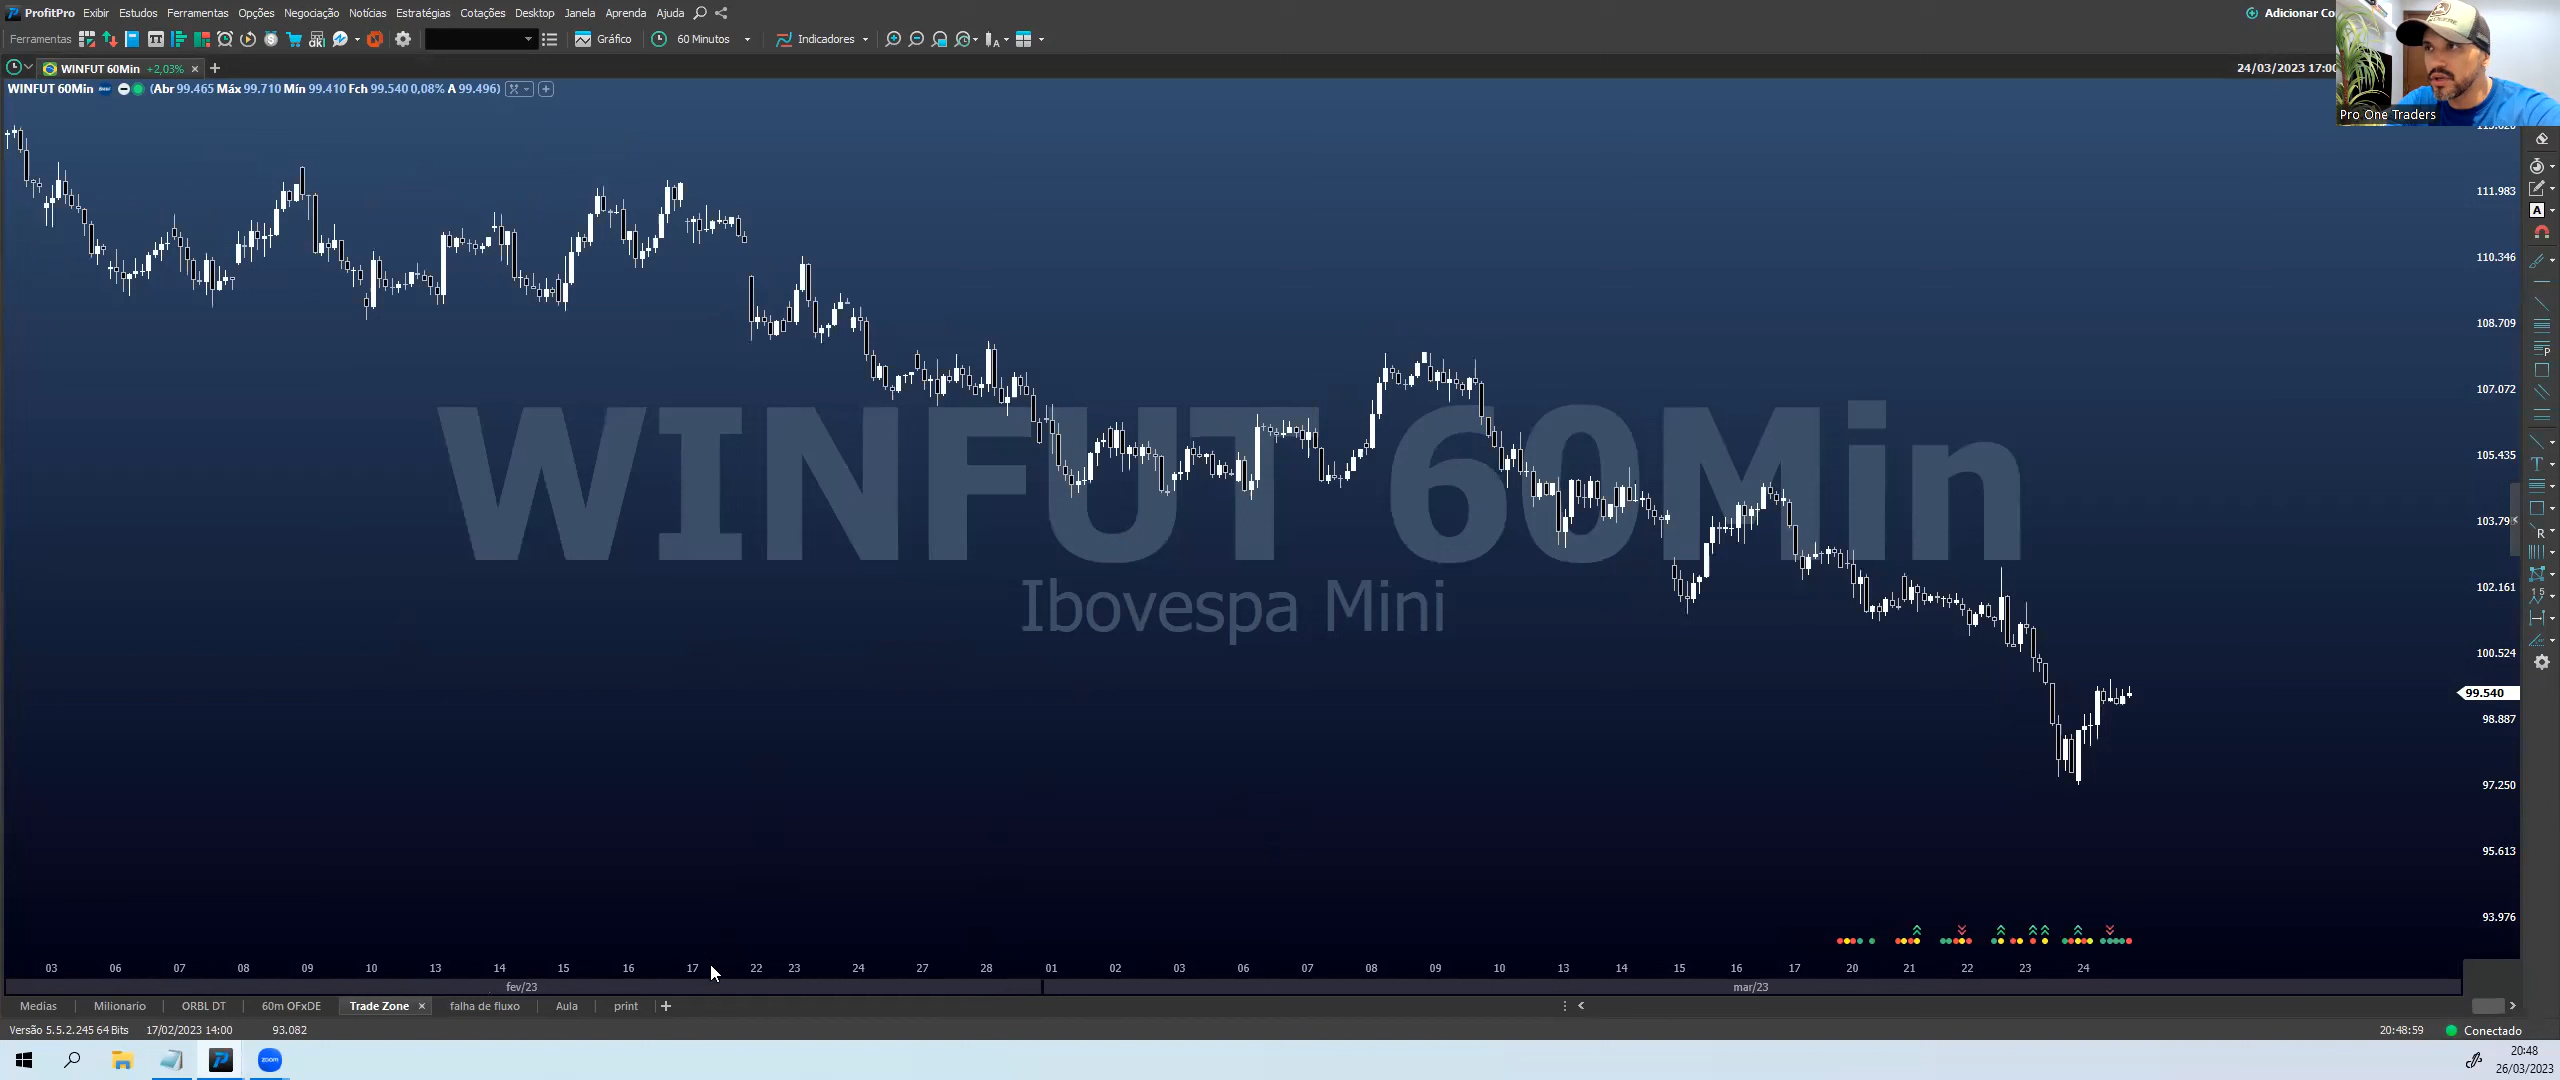 ProfitPro Exibir Estudos Ferramentas Opções Negociação Notícias Estratégias Cotações Desktop Janela Aprenda Ajuda Adicionar Co
Ferramentas Gráfico 60 Minutos Indicadores
WINFUT 60Min +2,03% 24/03/2023 17:00
WINFUT 60Min (Abr 99.465 Máx 99.710 Mín 99.410 Fch 99.540 0,08% A 99.496)
Pro One Traders
111.983
110.346
108.709
107.072
105.435
103.79
102.161
100.524
99.540
98.887
97.250
95.613
93.976
WINFUT 60Min
Ibovespa Mini
03 06 07 08 09 10 13 14 15 16 17 22 23 24 27 28 01 02 03 06 07 08 09 10 13 14 15 16 17 20 21 22 23 24
fev/23 mar/23
Medias Milionario ORBL DT 60m OFxDE Trade Zone falha de fluxo Aula print
Versão 5.5.2.245 64 Bits 17/02/2023 14:00 93.082 20:48:59 Conectado
zoom
20:48
26/03/2023